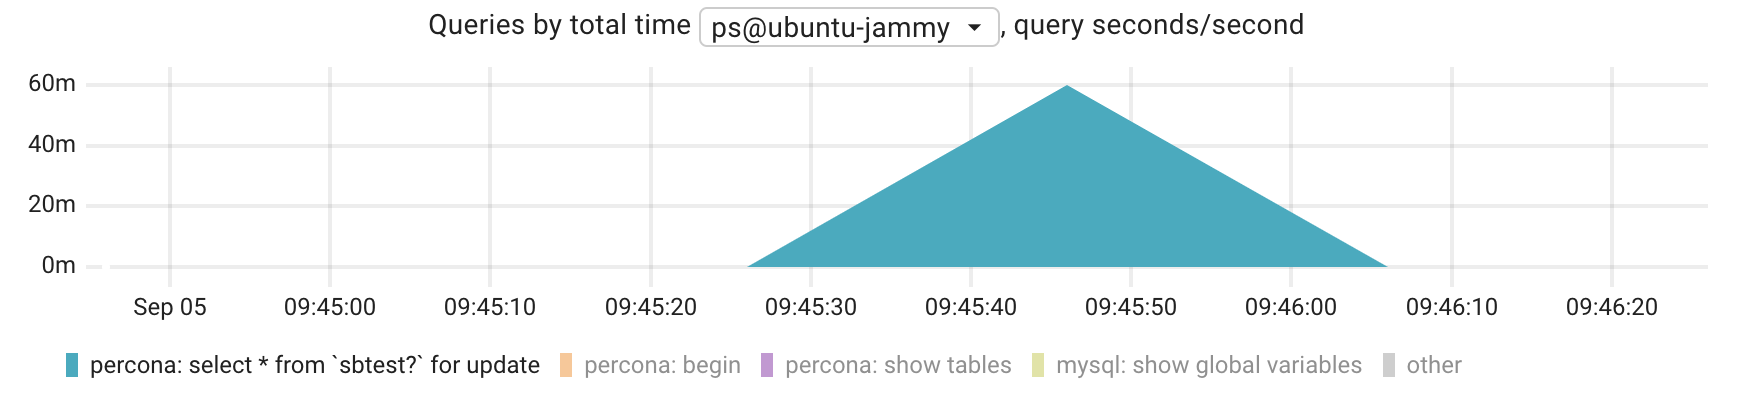 Queries by total time ps@ubuntu-jammy , query seconds/second
60m
40m
20m
0m
Sep 05 09:45:00 09:45:10 09:45:20 09:45:30 09:45:40 09:45:50 09:46:00 09:46:10 09:46:20
percona: select * from `sbtest?` for update percona: begin percona: show tables mysql: show global variables other